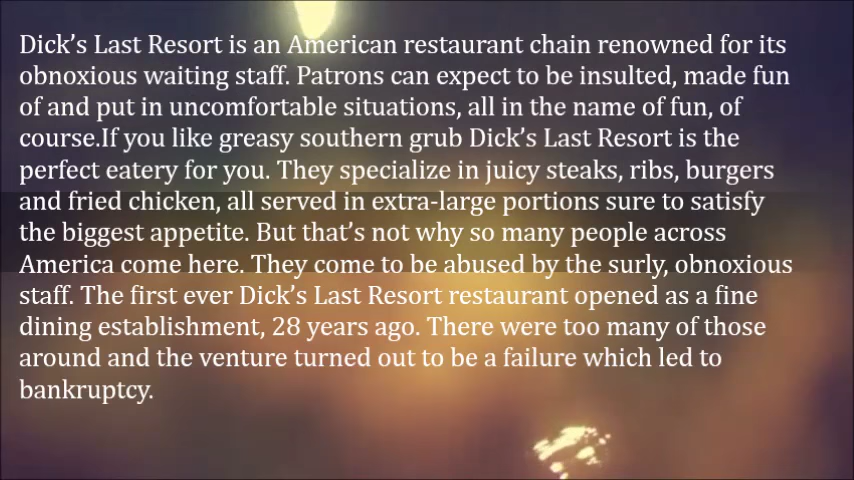 Dick’s Last Resort is an American restaurant chain renowned for its
obnoxious waiting staff. Patrons can expect to be insulted, made fun
of and put in uncomfortable situations, all in the name of fun, of
course.If you like greasy southern grub Dick’s Last Resort is the
perfect eatery for you. They specialize in juicy steaks, ribs, burgers
and fried chicken, all served in extra-large portions sure to satisfy
the biggest appetite. But that’s not why so many people across
America come here. They come to be abused by the surly, obnoxious
staff. The first ever Dick’s Last Resort restaurant opened as a fine
dining establishment, 28 years ago. There were too many of those
around and the venture turned out to be a failure which led to
bankruptcy.